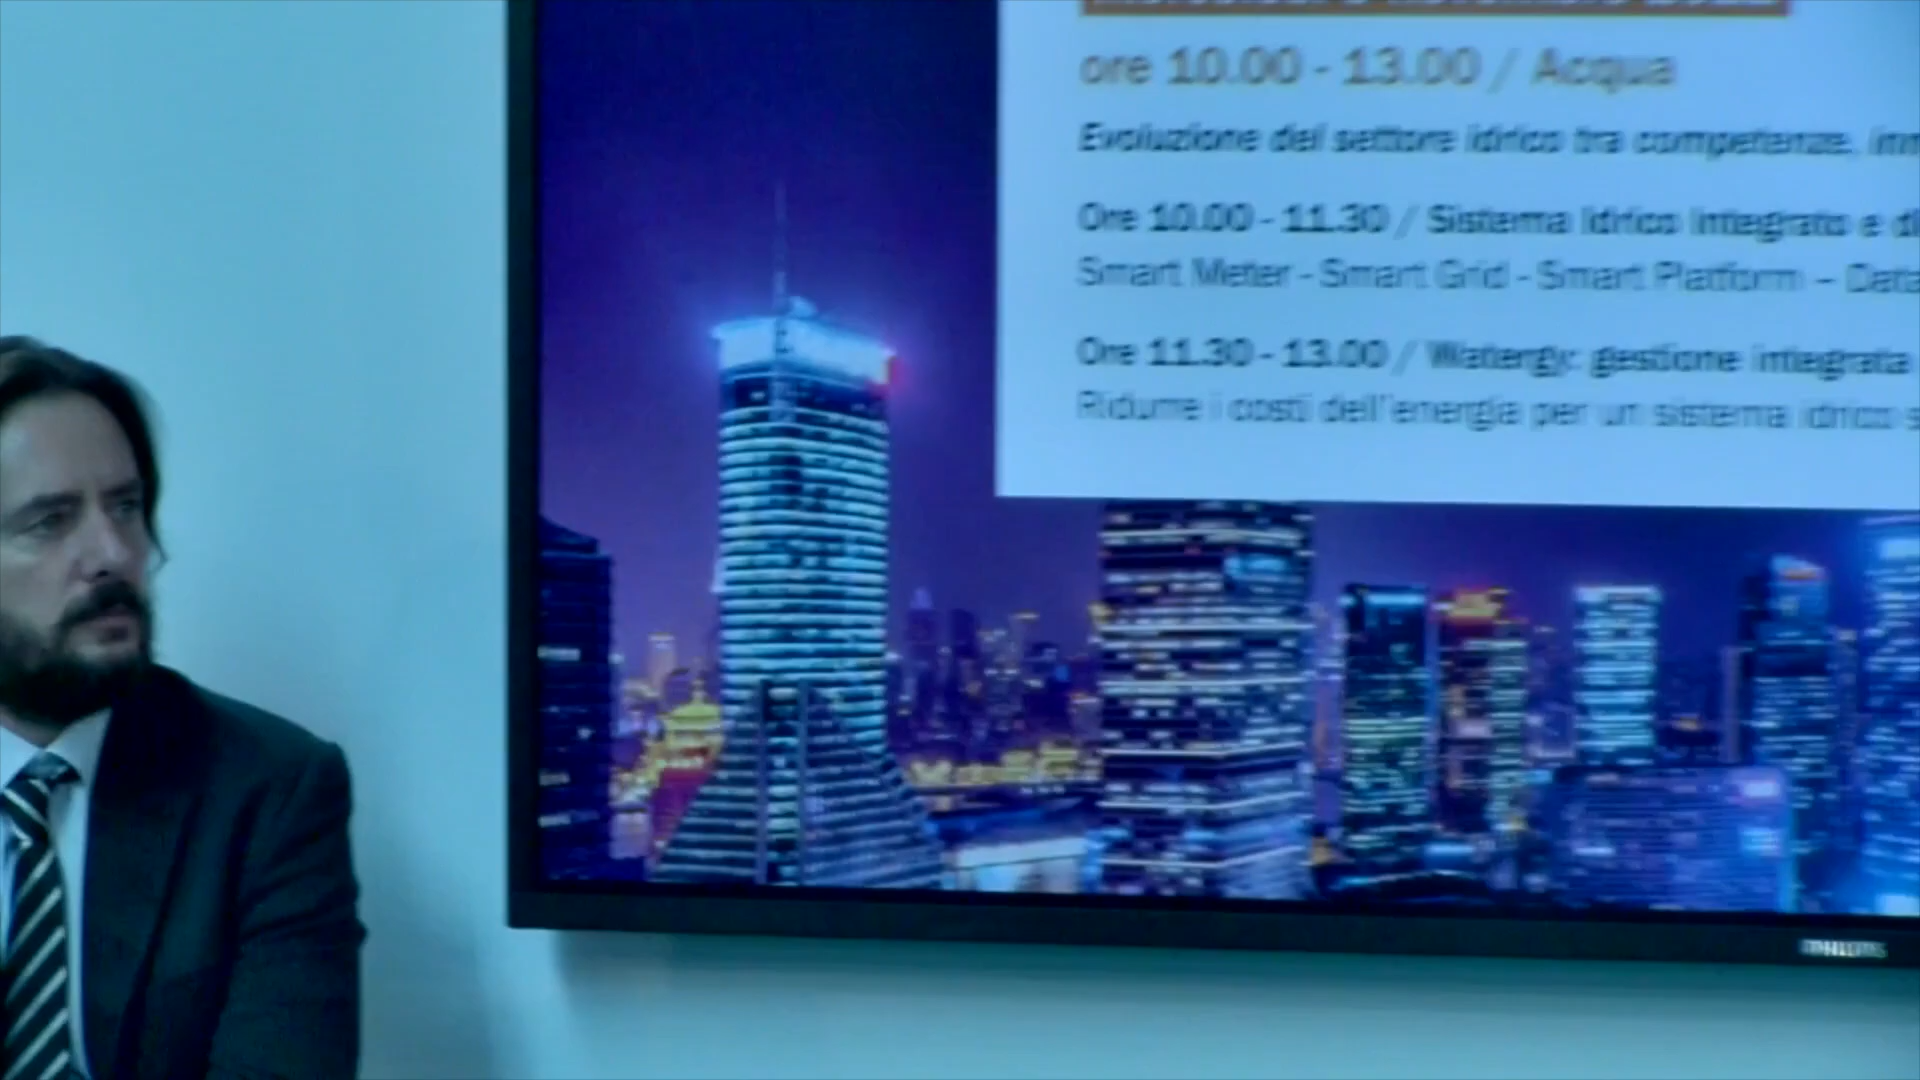 ore 10.00 - 13.00 / Acqua
Evoluzione del settore idrico tra competenze,
Ore 10.00 - 11.30 / Sistema Idrico Integrato e
Smart Meter - Smart Grid - Smart Platform – Data
Ore 11.30 - 13.00 / Watergy: gestione integrata
Ridurre i costi dell'energia per un sistema idrico